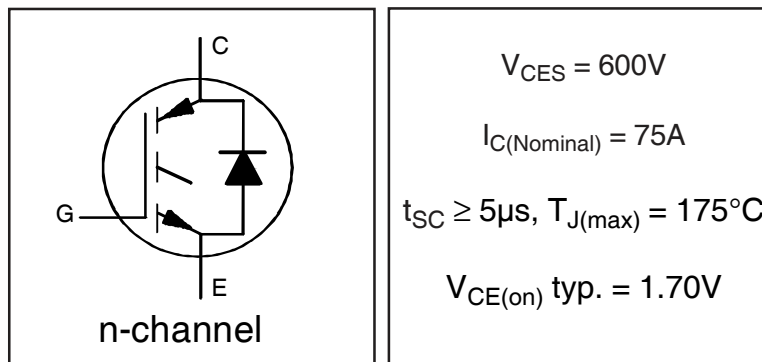 C
G
E
n-channel
V_CES = 600V
I_C(Nominal) = 75A
t_SC ≥ 5µs, T_J(max) = 175°C
V_CE(on) typ. = 1.70V